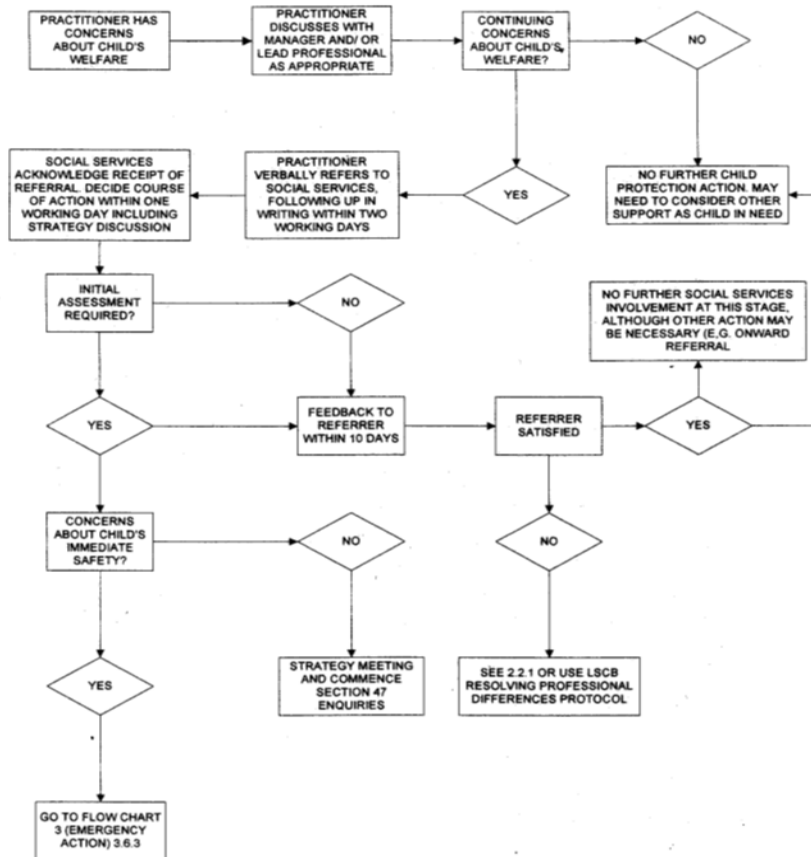 PRACTITIONER HAS
CONCERNS
ABOUT CHILD'S
WELFARE
PRACTITIONER
DISCUSSES WITH
MANAGER AND/ OR
LEAD PROFESSIONAL
AS APPROPRIATE
CONTINUING
CONCERNS
ABOUT CHILD'S
WELFARE?
NO
SOCIAL SERVICES
ACKNOWLEDGE RECEIPT OF
REFERRAL. DECIDE COURSE
OF ACTION WITHIN ONE
WORKING DAY INCLUDING
STRATEGY DISCUSSION
PRACTITIONER
VERBALLY REFERS TO
SOCIAL SERVICES,
FOLLOWING UP IN
WRITING WITHIN TWO
WORKING DAYS
YES
NO FURTHER CHILD
PROTECTION ACTION. MAY
NEED TO CONSIDER OTHER
SUPPORT AS CHILD IN NEED
INITIAL
ASSESSMENT
REQUIRED?
NO
NO FURTHER SOCIAL SERVICES
INVOLVEMENT AT THIS STAGE,
ALTHOUGH OTHER ACTION MAY
BE NECESSARY (E,G. ONWARD
REFERRAL
YES
FEEDBACK TO
REFERRER
WITHIN 10 DAYS
REFERRER
SATISFIED
YES
CONCERNS
ABOUT CHILD'S
IMMEDIATE
SAFETY?
NO
NO
YES
STRATEGY MEETING
AND COMMENCE
SECTION 47
ENQUIRIES
SEE 2.2.1 OR USE LSCB
RESOLVING PROFESSIONAL
DIFFERENCES PROTOCOL
GO TO FLOW CHART
3 (EMERGENCY
ACTION) 3.6.3